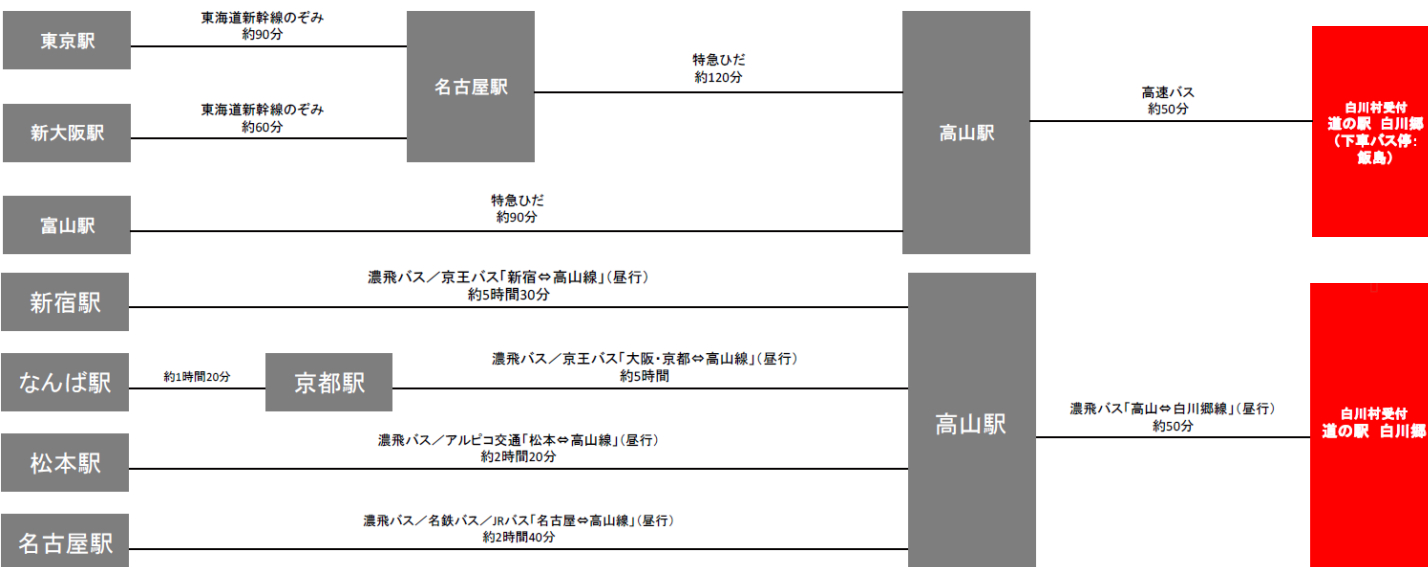 東京駅
東海道新幹線のぞみ
約90分
新大阪駅
東海道新幹線のぞみ
約60分
名古屋駅
特急ひだ
約120分
富山駅
特急ひだ
約90分
高山駅
高速バス
約50分
白川村受付
道の駅 白川郷
(下車バス停:
飯島)
新宿駅
濃飛バス/京王バス「新宿⇔高山線」(昼行)
約5時間30分
なんば駅
約1時間20分
京都駅
濃飛バス/京王バス「大阪・京都⇔高山線」(昼行)
約5時間
松本駅
濃飛バス/アルピコ交通「松本⇔高山線」(昼行)
約2時間20分
名古屋駅
濃飛バス/名鉄バス/JRバス「名古屋⇔高山線」(昼行)
約2時間40分
高山駅
濃飛バス「高山⇔白川郷線」(昼行)
約50分
白川村受付
道の駅 白川郷